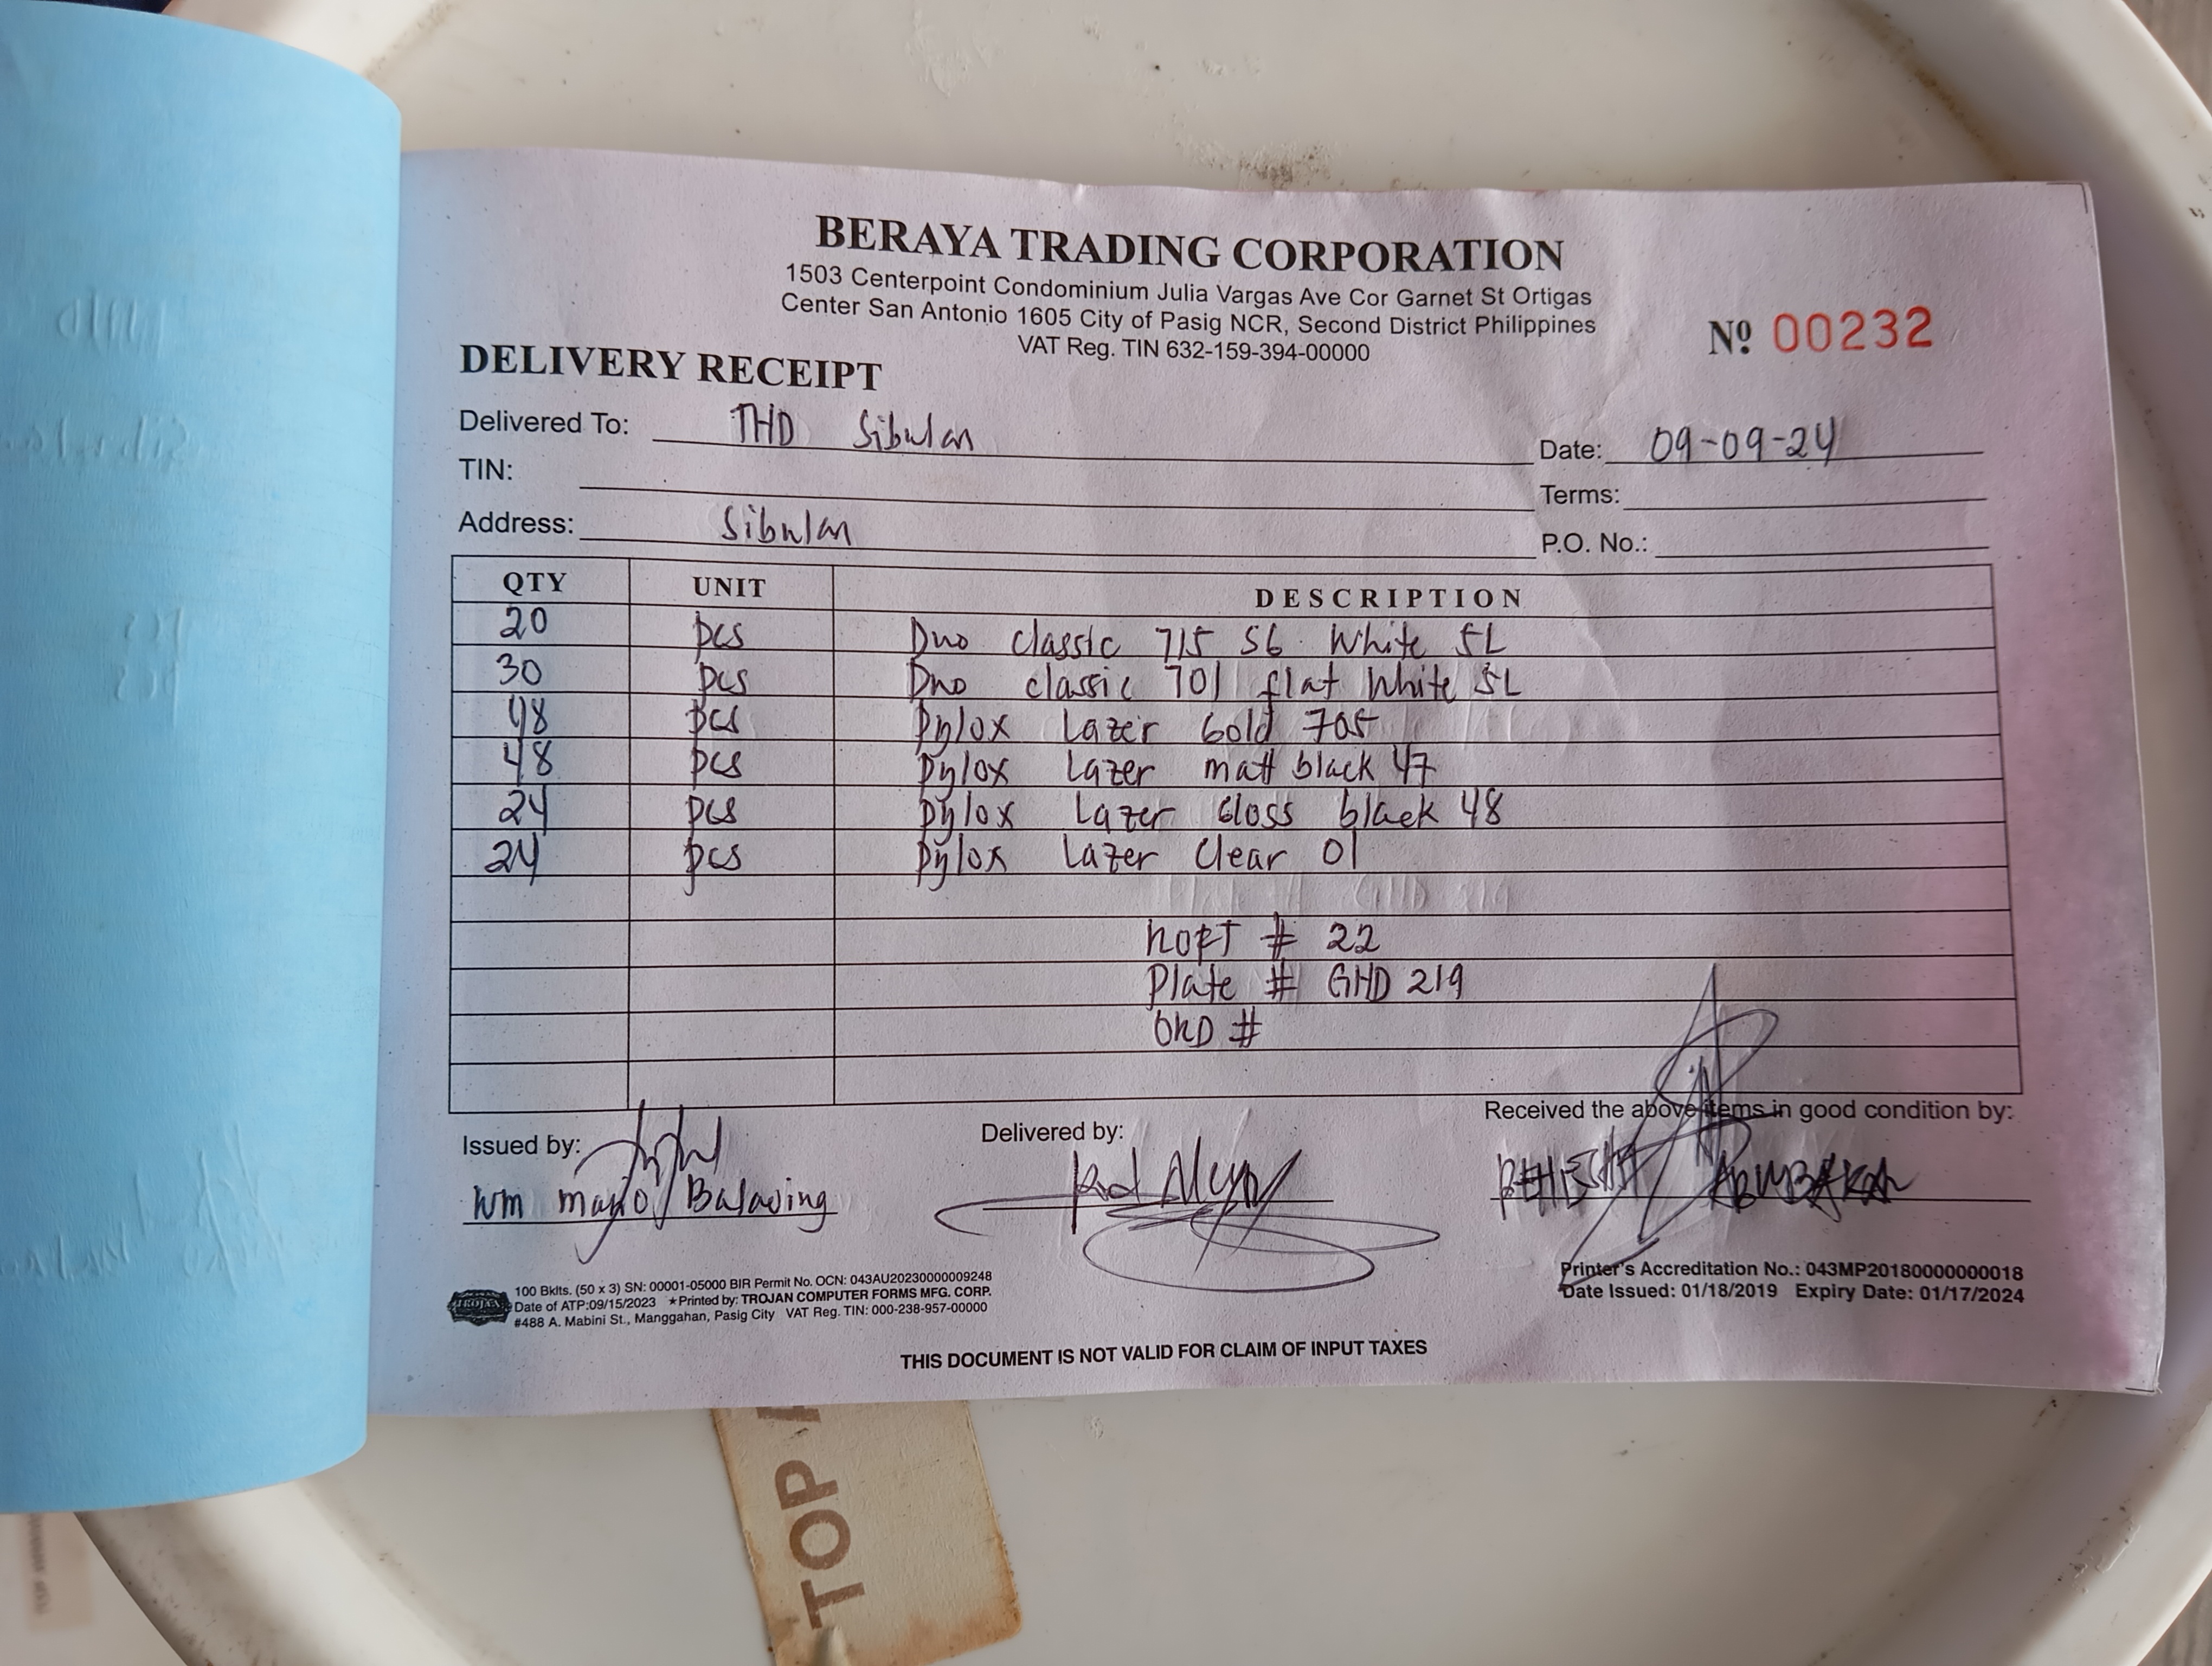 BERAYA TRADING CORPORATION
1503 Centerpoint Condominium Julia Vargas Ave Cor Garnet St Ortigas
Center San Antonio 1605 City of Pasig NCR, Second District Philippines
VAT Reg. TIN 632-159-394-00000
Nº 00232
DELIVERY RECEIPT
Delivered To: THD Sibulan
Date: 09-09-24
TIN:
Terms:
Address: Sibulan
P.O. No.:
QTY UNIT DESCRIPTION
20 pcs Duo classic 715 SG White 5L
30 pcs Duo classic 701 flat White 5L
48 pcs Pylox Lazer Gold 705
48 pcs Pylox Lazer matt black 47
24 pcs Pylox Lazer Gloss black 48
24 pcs Pylox Lazer Clear 01
# 22
Plate # GHD 219
#
Received the above items in good condition by:
Issued by:
Delivered by:
100 Bklts. (50 x 3) SN: 00001-05000 BIR Permit No. OCN: 043AU20230000009248
Date of ATP:09/15/2023 ★Printed by: TROJAN COMPUTER FORMS MFG. CORP.
#488 A. Mabini St., Manggahan, Pasig City VAT Reg. TIN: 000-238-957-00000
TROJAN
Printer's Accreditation No.: 043MP20180000000018
Date Issued: 01/18/2019 Expiry Date: 01/17/2024
THIS DOCUMENT IS NOT VALID FOR CLAIM OF INPUT TAXES
TOP